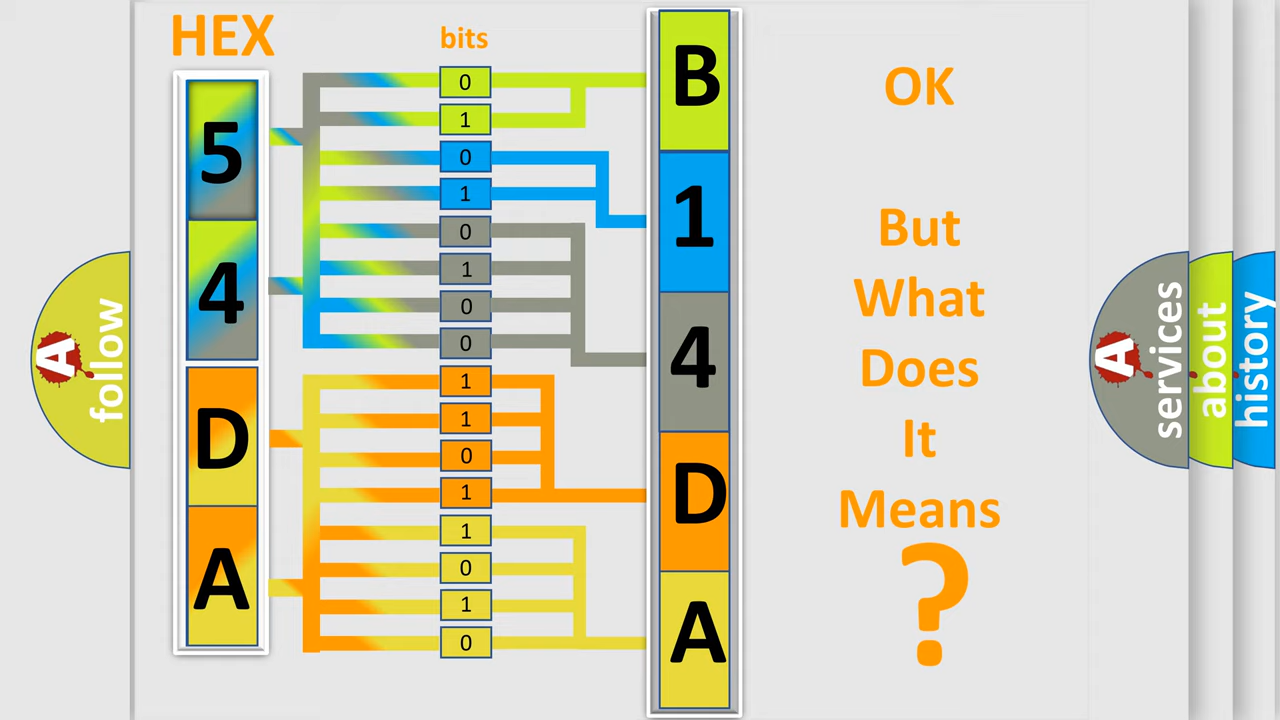 HEX
bits
5
4
D
A
0
1
0
1
0
1
0
0
1
1
0
1
1
0
1
0
B
1
4
D
A
OK
But
What
Does
It
Means
?
A
follow
A
services
about
history